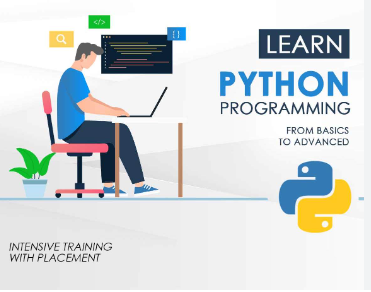 LEARN
PYTHON
PROGRAMMING
FROM BASICS
TO ADVANCED
</>
[ ]
INTENSIVE TRAINING
WITH PLACEMENT